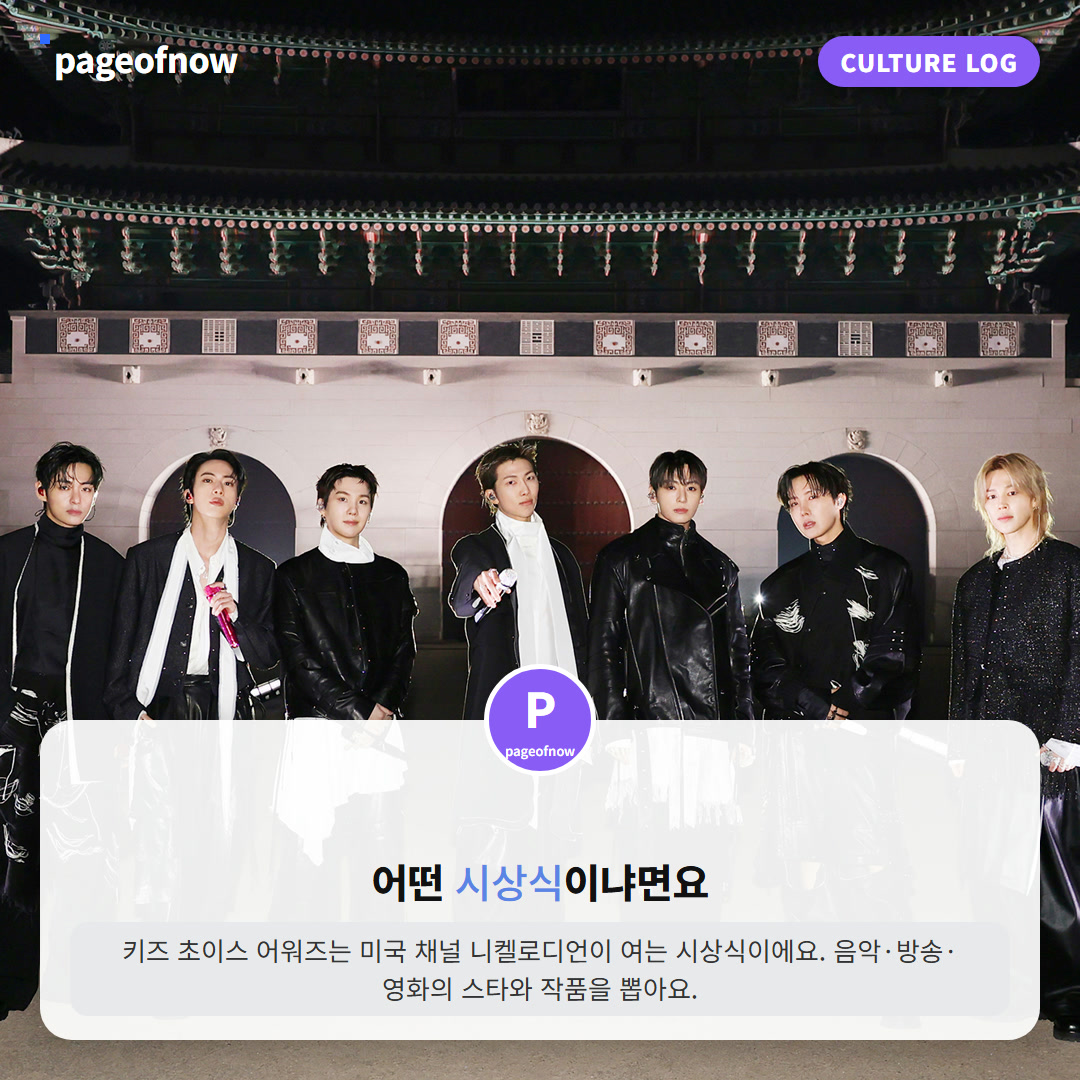 pageofnow
CULTURE LOG
P
pageofnow
어떤 시상식이냐면요
키즈 초이스 어워즈는 미국 채널 니켈로디언이 여는 시상식이에요. 음악·방송·
영화의 스타와 작품을 뽑아요.